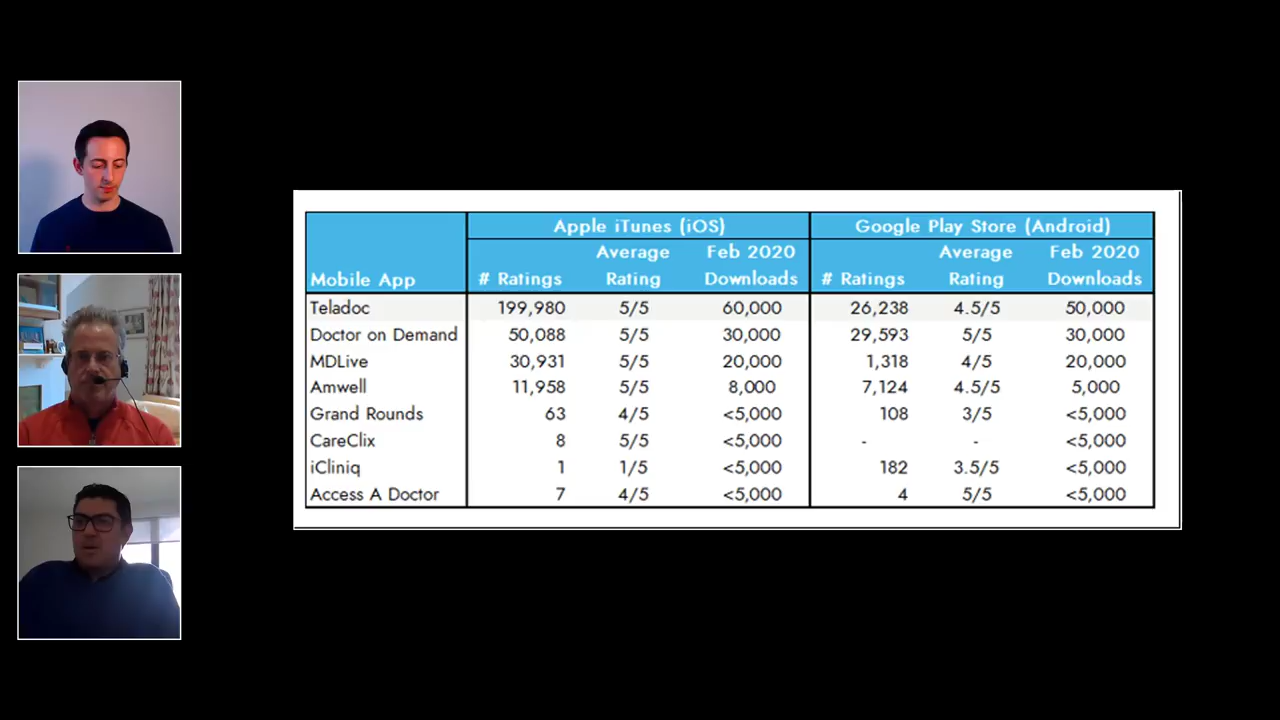 Apple iTunes (iOS) Google Play Store (Android)
Average Feb 2020 Average Feb 2020
Mobile App # Ratings Rating Downloads # Ratings Rating Downloads
Teladoc 199,980 5/5 60,000 26,238 4.5/5 50,000
Doctor on Demand 50,088 5/5 30,000 29,593 5/5 30,000
MDLive 30,931 5/5 20,000 1,318 4/5 20,000
Amwell 11,958 5/5 8,000 7,124 4.5/5 5,000
Grand Rounds 63 4/5 <5,000 108 3/5 <5,000
CareClix 8 5/5 <5,000 - - <5,000
iCliniq 1 1/5 <5,000 182 3.5/5 <5,000
Access A Doctor 7 4/5 <5,000 4 5/5 <5,000